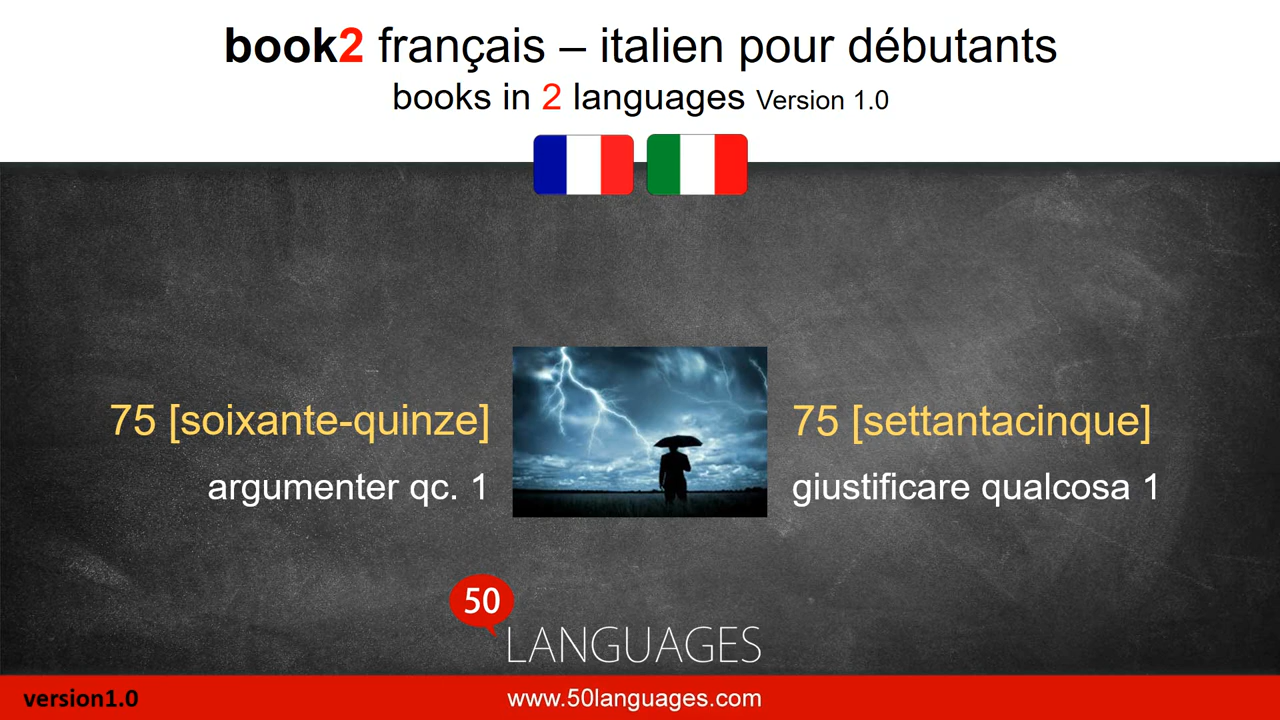 book2 français – italien pour débutants
books in 2 languages Version 1.0
75 [soixante-quinze]
argumenter qc. 1
75 [settantacinque]
giustificare qualcosa 1
50
LANGUAGES
version1.0
www.50languages.com